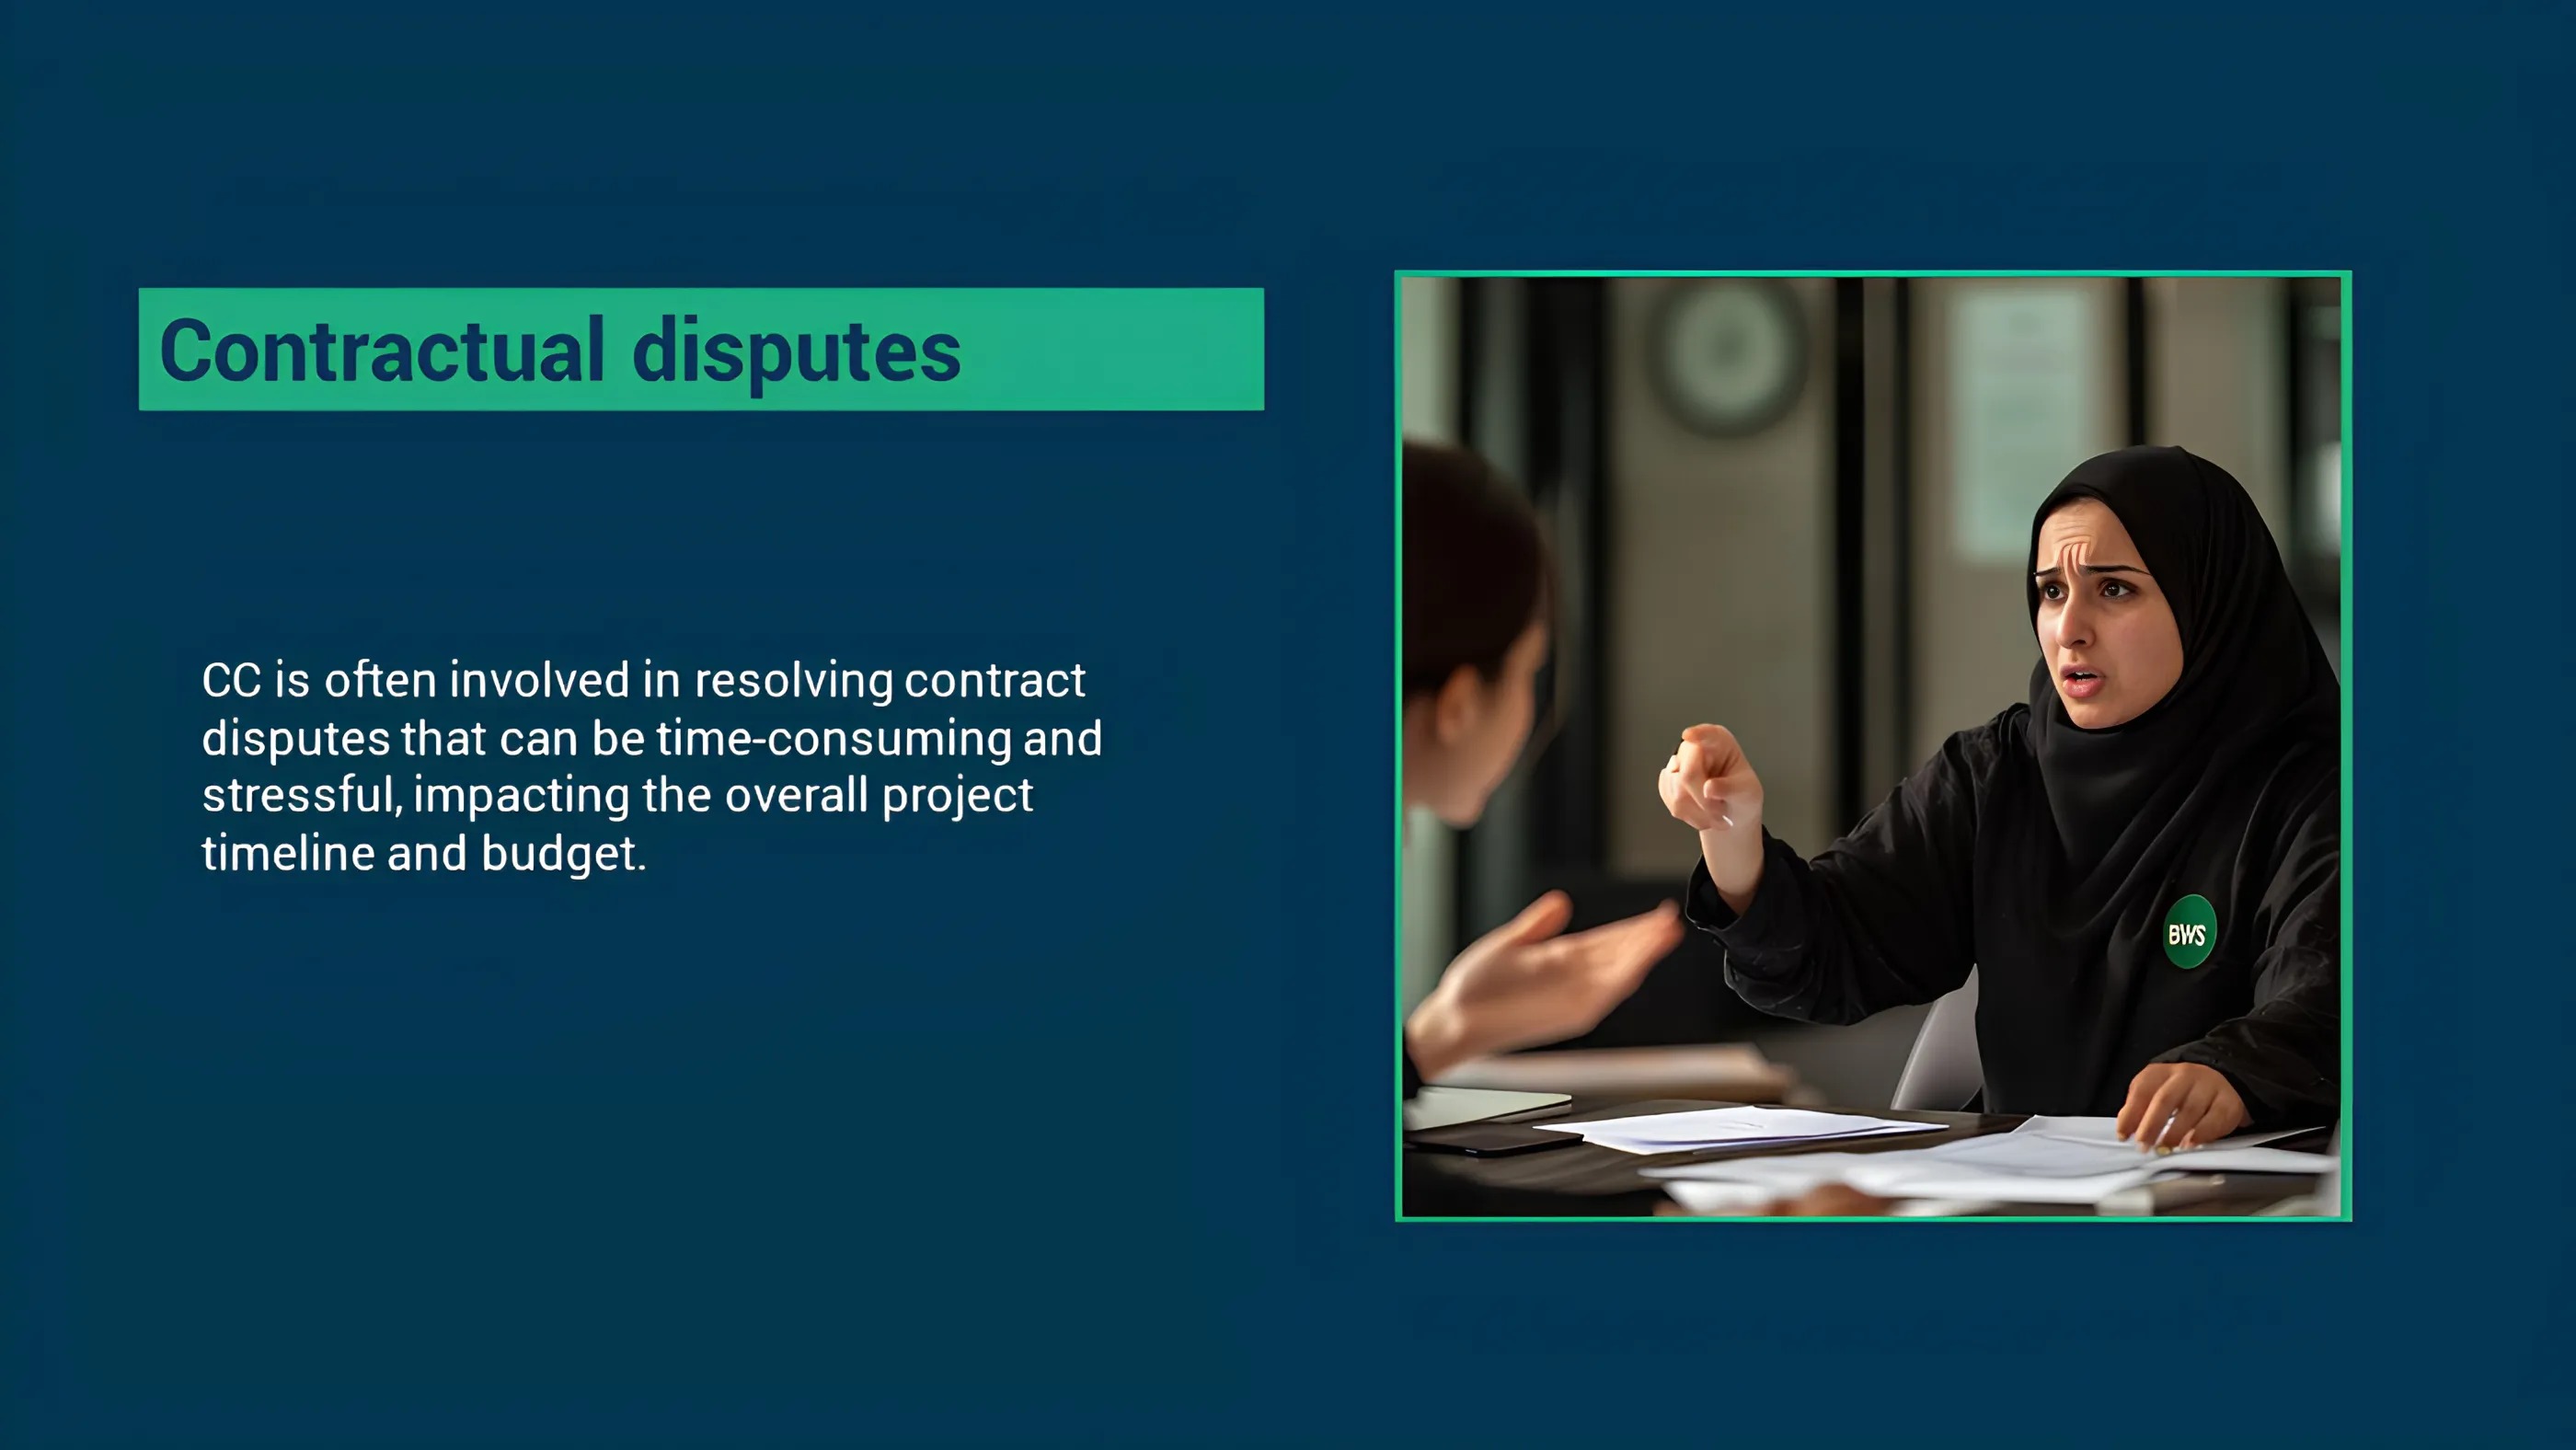 Contractual disputes
CC is often involved in resolving contract
disputes that can be time-consuming and
stressful, impacting the overall project
timeline and budget.
BWS